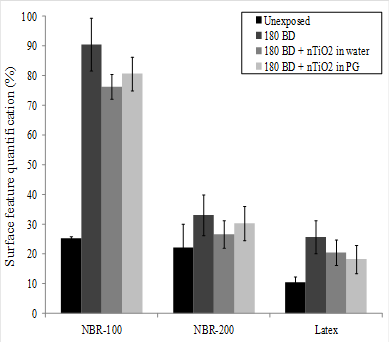 Surface feature quantification (%)
100
90
80
70
60
50
40
30
20
10
0
Unexposed
180 BD
180 BD + nTiO2 in water
180 BD + nTiO2 in PG
NBR-100 NBR-200 Latex